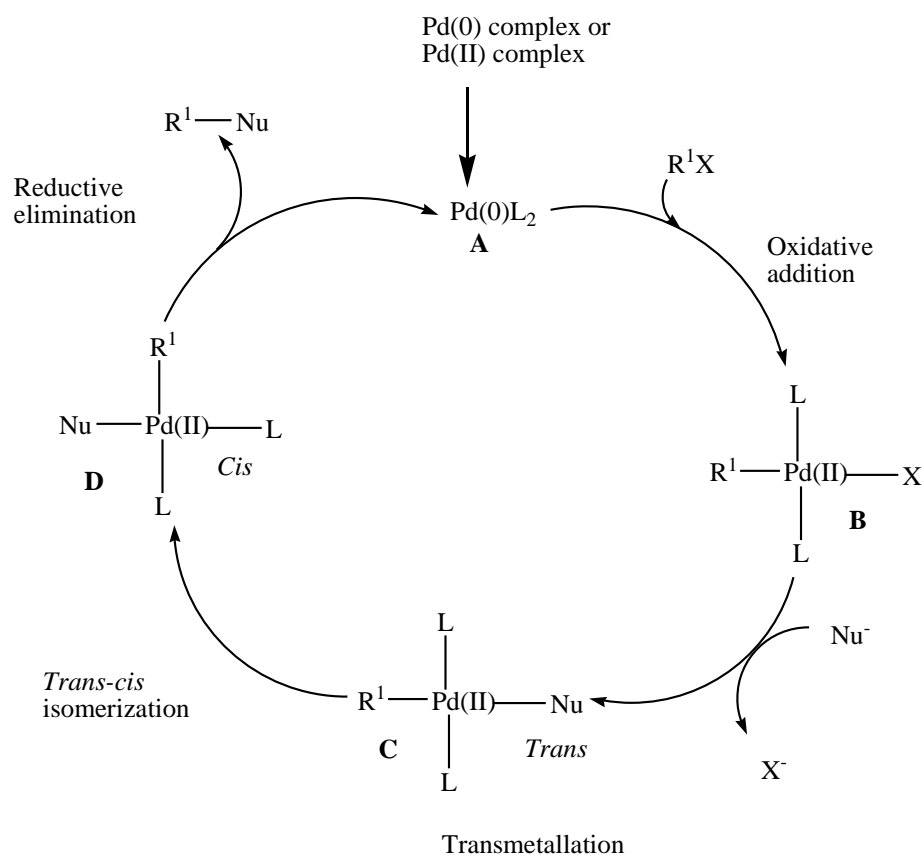 Pd(0) complex or
Pd(II) complex
R¹—Nu
R¹X
Reductive
elimination
Pd(0)L₂
A
Oxidative
addition
R¹
L
Nu—Pd(II)—L
Cis
D
L
R¹—Pd(II)—X
B
L
L
Nu⁻
Trans-cis
isomerization
R¹—Pd(II)—Nu
C
Trans
L
X⁻
Transmetallation